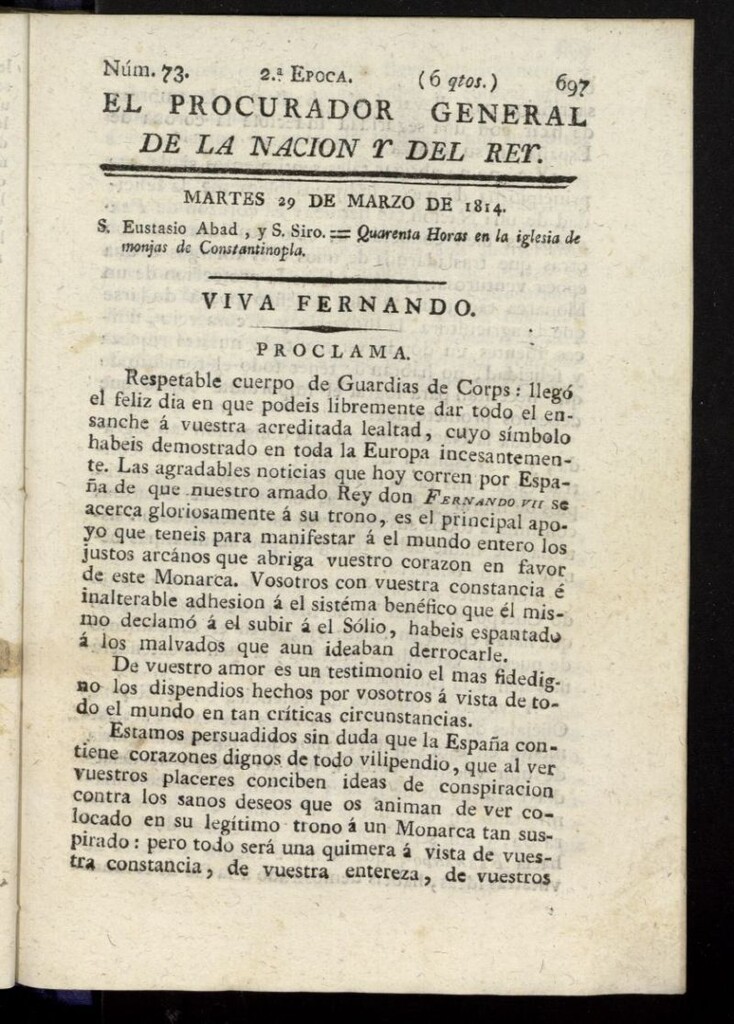 Núm. 73. 2.ª EPOCA. (6 qtos.) 697
EL PROCURADOR GENERAL
DE LA NACION Y DEL REY.
MARTES 29 DE MARZO DE 1814.
S. Eustasio Abad, y S. Siro. = Quarenta Horas en la iglesia de
monjas de Constantinopla.
VIVA FERNANDO.
PROCLAMA.
Respetable cuerpo de Guardias de Corps: llegó
el feliz dia en que podeis libremente dar todo el en-
sanche á vuestra acreditada lealtad, cuyo símbolo
habeis demostrado en toda la Europa incesantemen-
te. Las agradables noticias que hoy corren por Espa-
ña de que nuestro amado Rey don FERNANDO VII se
acerca gloriosamente á su trono, es el principal apo-
yo que teneis para manifestar á el mundo entero los
justos arcános que abriga vuestro corazon en favor
de este Monarca. Vosotros con vuestra constancia é
inalterable adhesion á el sistéma benéfico que él mis-
mo declamó á el subir á el Sólio, habeis espantado
á los malvados que aun ideaban derrocarle.
De vuestro amor es un testimonio el mas fidedig-
no los dispendios hechos por vosotros á vista de to-
do el mundo en tan críticas circunstancias.
Estamos persuadidos sin duda que la España con-
tiene corazones dignos de todo vilipendio, que al ver
vuestros placeres conciben ideas de conspiracion
contra los sanos deseos que os animan de ver co-
locado en su legítimo trono á un Monarca tan sus-
pirado: pero todo será una quimera á vista de vues-
tra constancia, de vuestra entereza, de vuestros